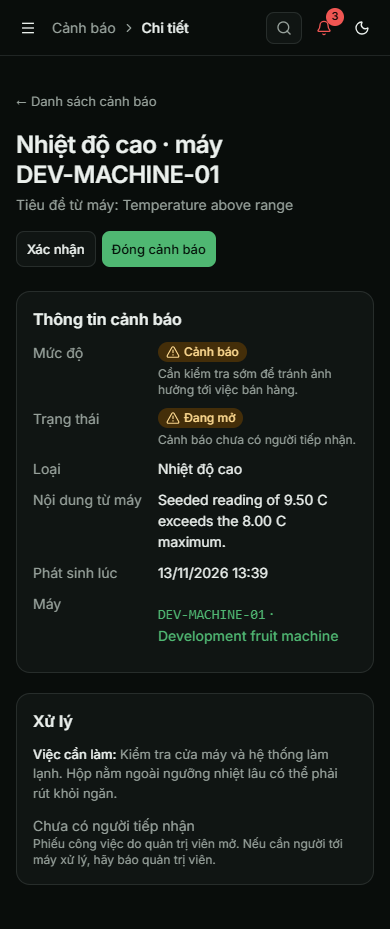 Cảnh báo › Chi tiết
3
← Danh sách cảnh báo
Nhiệt độ cao · máy
DEV-MACHINE-01
Tiêu đề từ máy: Temperature above range
Xác nhận
Đóng cảnh báo
Thông tin cảnh báo
Mức độ
Cảnh báo
Cần kiểm tra sớm để tránh ảnh
hưởng tới việc bán hàng.
Trạng thái
Đang mở
Cảnh báo chưa có người tiếp nhận.
Loại
Nhiệt độ cao
Nội dung từ máy
Seeded reading of 9.50 C
exceeds the 8.00 C
maximum.
Phát sinh lúc
13/11/2026 13:39
Máy
DEV-MACHINE-01 ·
Development fruit machine
Xử lý
Việc cần làm: Kiểm tra cửa máy và hệ thống làm
lạnh. Hộp nằm ngoài ngưỡng nhiệt lâu có thể phải
rút khỏi ngăn.
Chưa có người tiếp nhận
Phiếu công việc do quản trị viên mở. Nếu cần người tới
máy xử lý, hãy báo quản trị viên.